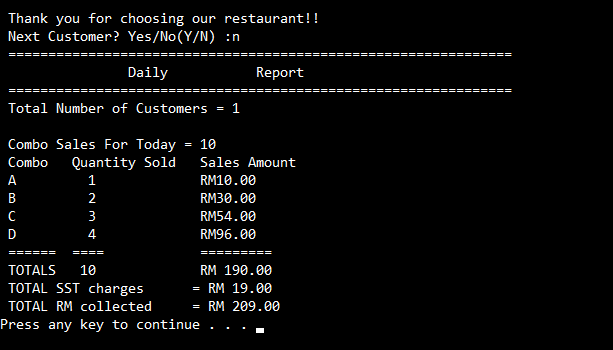 Thank you for choosing our restaurant!!
Next Customer? Yes/No(Y/N) :n
===============================================================
Daily Report
===============================================================
Total Number of Customers = 1
Combo Sales For Today = 10
Combo Quantity Sold Sales Amount
A 1 RM10.00
B 2 RM30.00
C 3 RM54.00
D 4 RM96.00
====== ==== =========
TOTALS 10 RM 190.00
TOTAL SST charges = RM 19.00
TOTAL RM collected = RM 209.00
Press any key to continue . . .